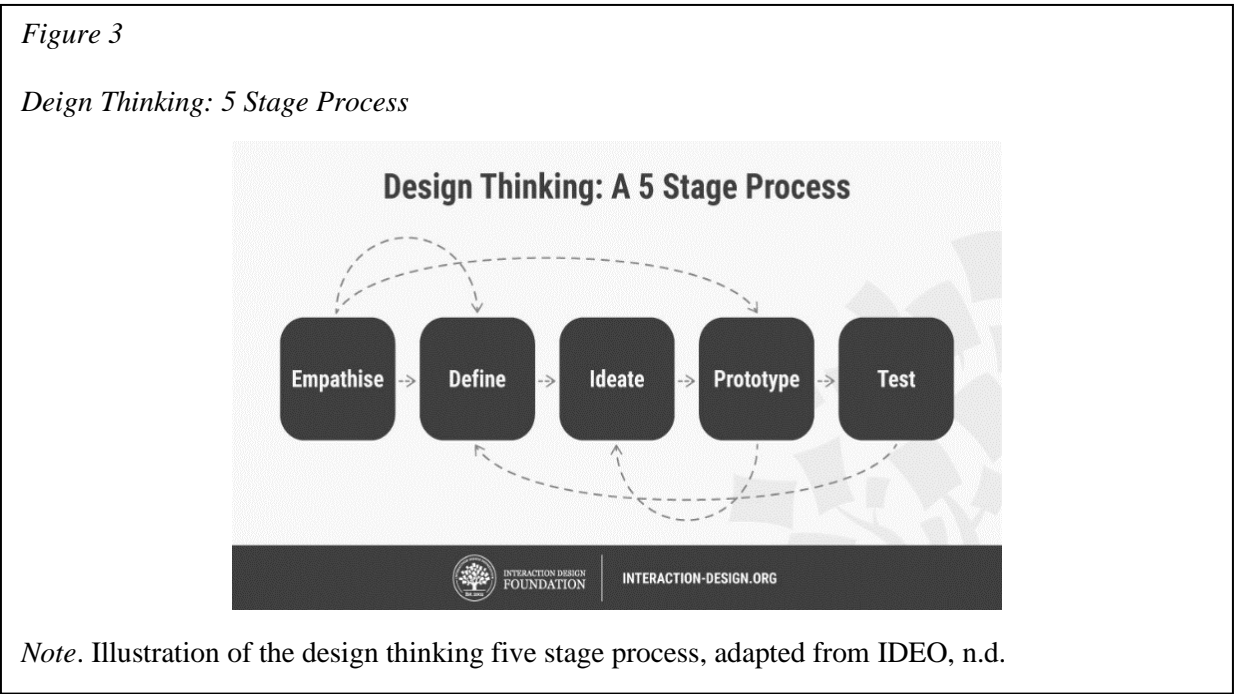 Figure 3
Deign Thinking: 5 Stage Process
Design Thinking: A 5 Stage Process
Empathise
Define
Ideate
Prototype
Test
INTERACTION DESIGN
FOUNDATION
INTERACTION-DESIGN.ORG
Note. Illustration of the design thinking five stage process, adapted from IDEO, n.d.